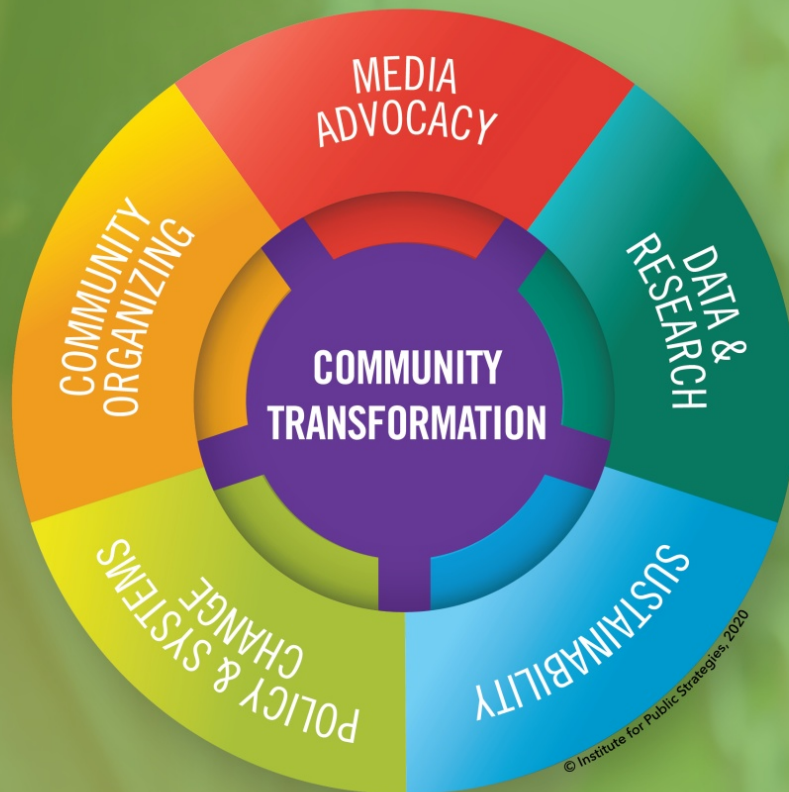 MEDIA
ADVOCACY
DATA &
RESEARCH
SUSTAINABILITY
POLICY & SYSTEMS
CHANGE
COMMUNITY
ORGANIZING
COMMUNITY
TRANSFORMATION
© Institute for Public Strategies, 2020